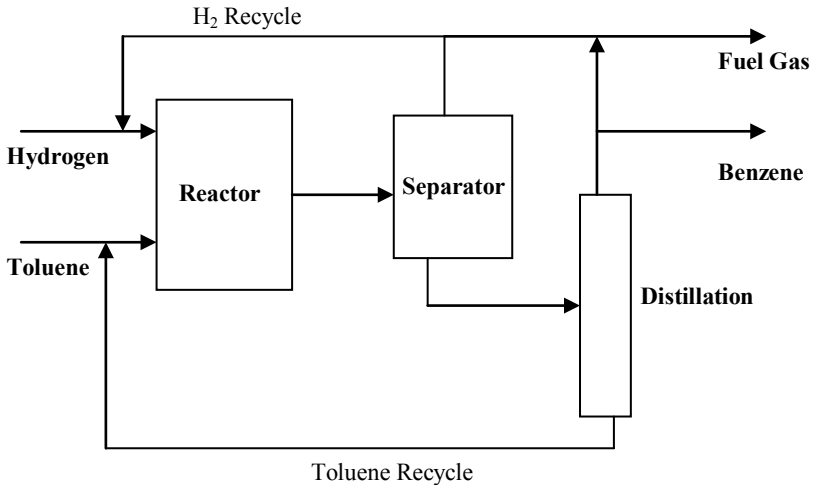 H₂ Recycle
Fuel Gas
Hydrogen
Reactor
Separator
Benzene
Toluene
Distillation
Toluene Recycle